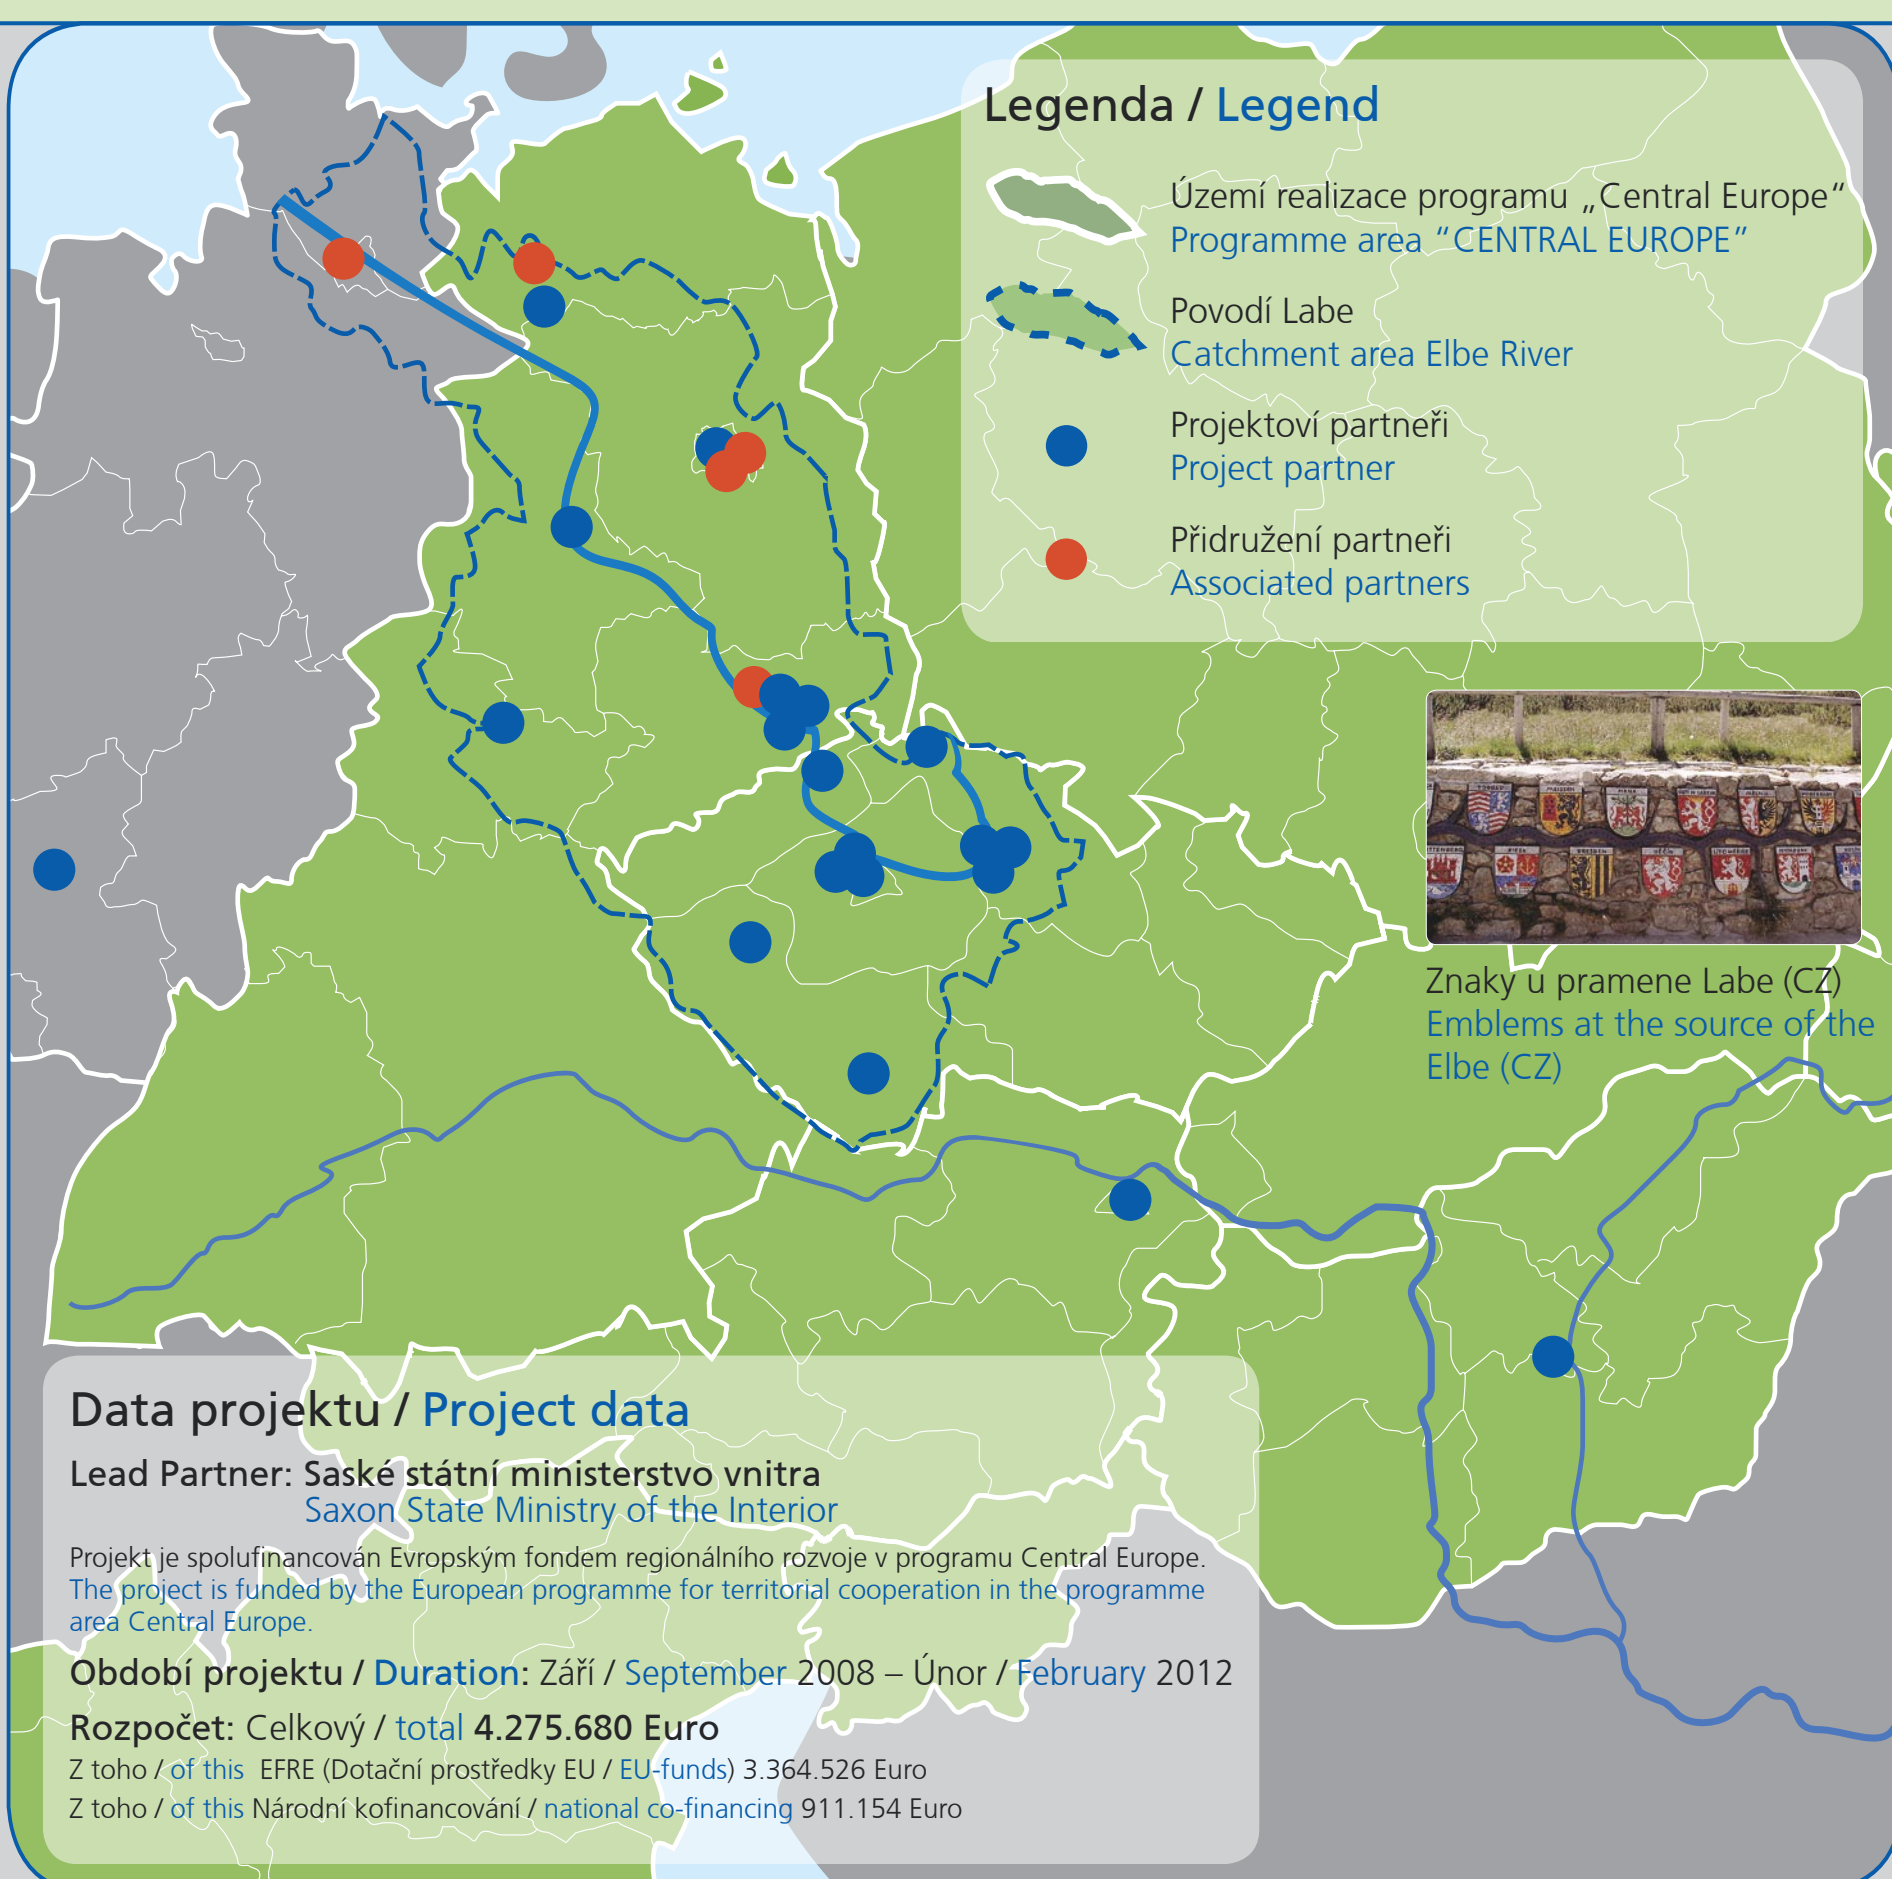 Legenda / Legend
Území realizace programu „Central Europe“
Programme area “CENTRAL EUROPE”
Povodí Labe
Catchment area Elbe River
Projektoví partneři
Project partner
Přidružení partneři
Associated partners
Znaky u pramene Labe (CZ)
Emblems at the source of the
Elbe (CZ)
Data projektu / Project data
Lead Partner: Saské státní ministerstvo vnitra
Saxon State Ministry of the Interior
Projekt je spolufinancován Evropským fondem regionálního rozvoje v programu Central Europe.
The project is funded by the European programme for territorial cooperation in the programme
area Central Europe.
Období projektu / Duration: Září / September 2008 – Únor / February 2012
Rozpočet: Celkový / total 4.275.680 Euro
Z toho / of this EFRE (Dotační prostředky EU / EU-funds) 3.364.526 Euro
Z toho / of this Národní kofinancování / national co-financing 911.154 Euro